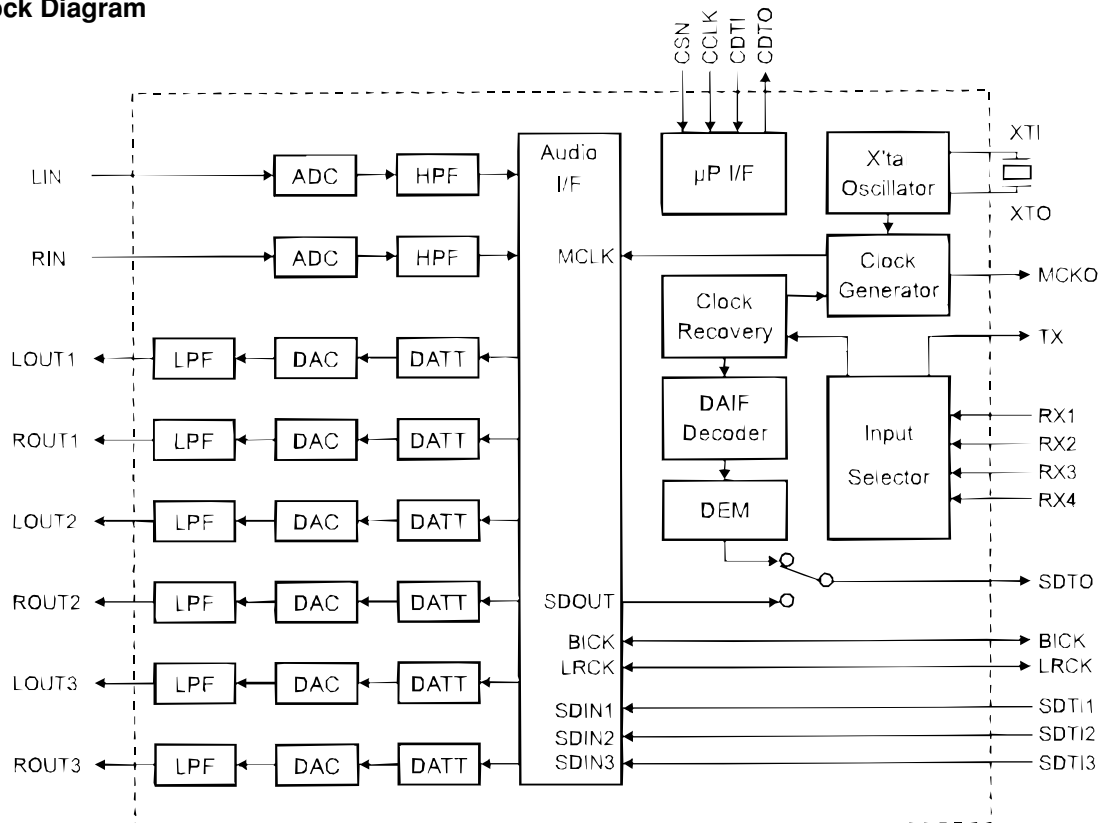 ock Diagram
CSN
CCLK
CDTI
CDTO
XTI
XTO
LIN
ADC
HPF
Audio
I/F
µP I/F
X'ta
Oscillator
RIN
ADC
HPF
MCLK
Clock
Generator
MCKO
Clock
Recovery
TX
LOUT1
LPF
DAC
DATT
DAIF
Decoder
Input
Selector
RX1
RX2
RX3
RX4
ROUT1
LPF
DAC
DATT
LOUT2
LPF
DAC
DATT
DEM
SDTO
ROUT2
LPF
DAC
DATT
SDOUT
BICK
BICK
LRCK
LRCK
LOUT3
LPF
DAC
DATT
SDIN1
SDTI1
SDIN2
SDTI2
ROUT3
LPF
DAC
DATT
SDIN3
SDTI3